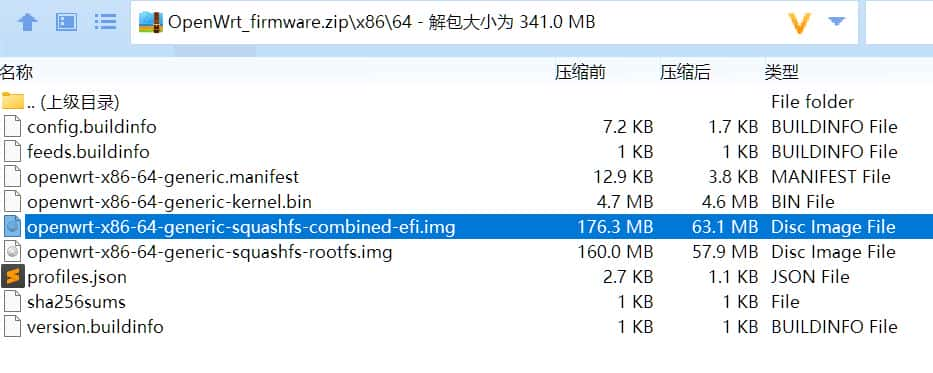 OpenWrt_firmware.zip\x86\64 - 解包大小为 341.0 MB
名称 压缩前 压缩后 类型
.. (上级目录) File folder
config.buildinfo 7.2 KB 1.7 KB BUILDINFO File
feeds.buildinfo 1 KB 1 KB BUILDINFO File
openwrt-x86-64-generic.manifest 12.9 KB 3.8 KB MANIFEST File
openwrt-x86-64-generic-kernel.bin 4.7 MB 4.6 MB BIN File
openwrt-x86-64-generic-squashfs-combined-efi.img 176.3 MB 63.1 MB Disc Image File
openwrt-x86-64-generic-squashfs-rootfs.img 160.0 MB 57.9 MB Disc Image File
profiles.json 2.7 KB 1.1 KB JSON File
sha256sums 1 KB 1 KB File
version.buildinfo 1 KB 1 KB BUILDINFO File